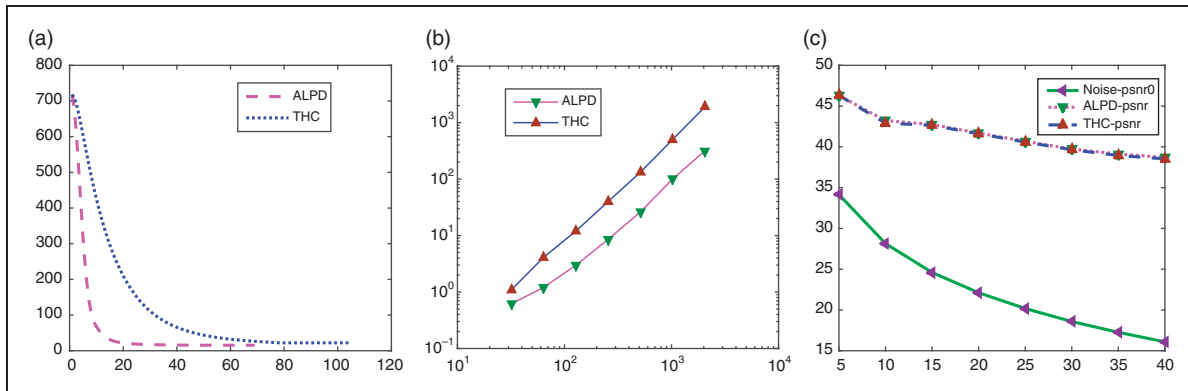 (a)
800
700
600
500
400
300
200
100
0
0 20 40 60 80 100 120
ALPD
THC
(b)
10^4
10^3
10^2
10^1
10^0
10^−1
10^1 10^2 10^3 10^4
ALPD
THC
(c)
50
45
40
35
30
25
20
15
5 10 15 20 25 30 35 40
Noise-psnr0
ALPD-psnr
THC-psnr